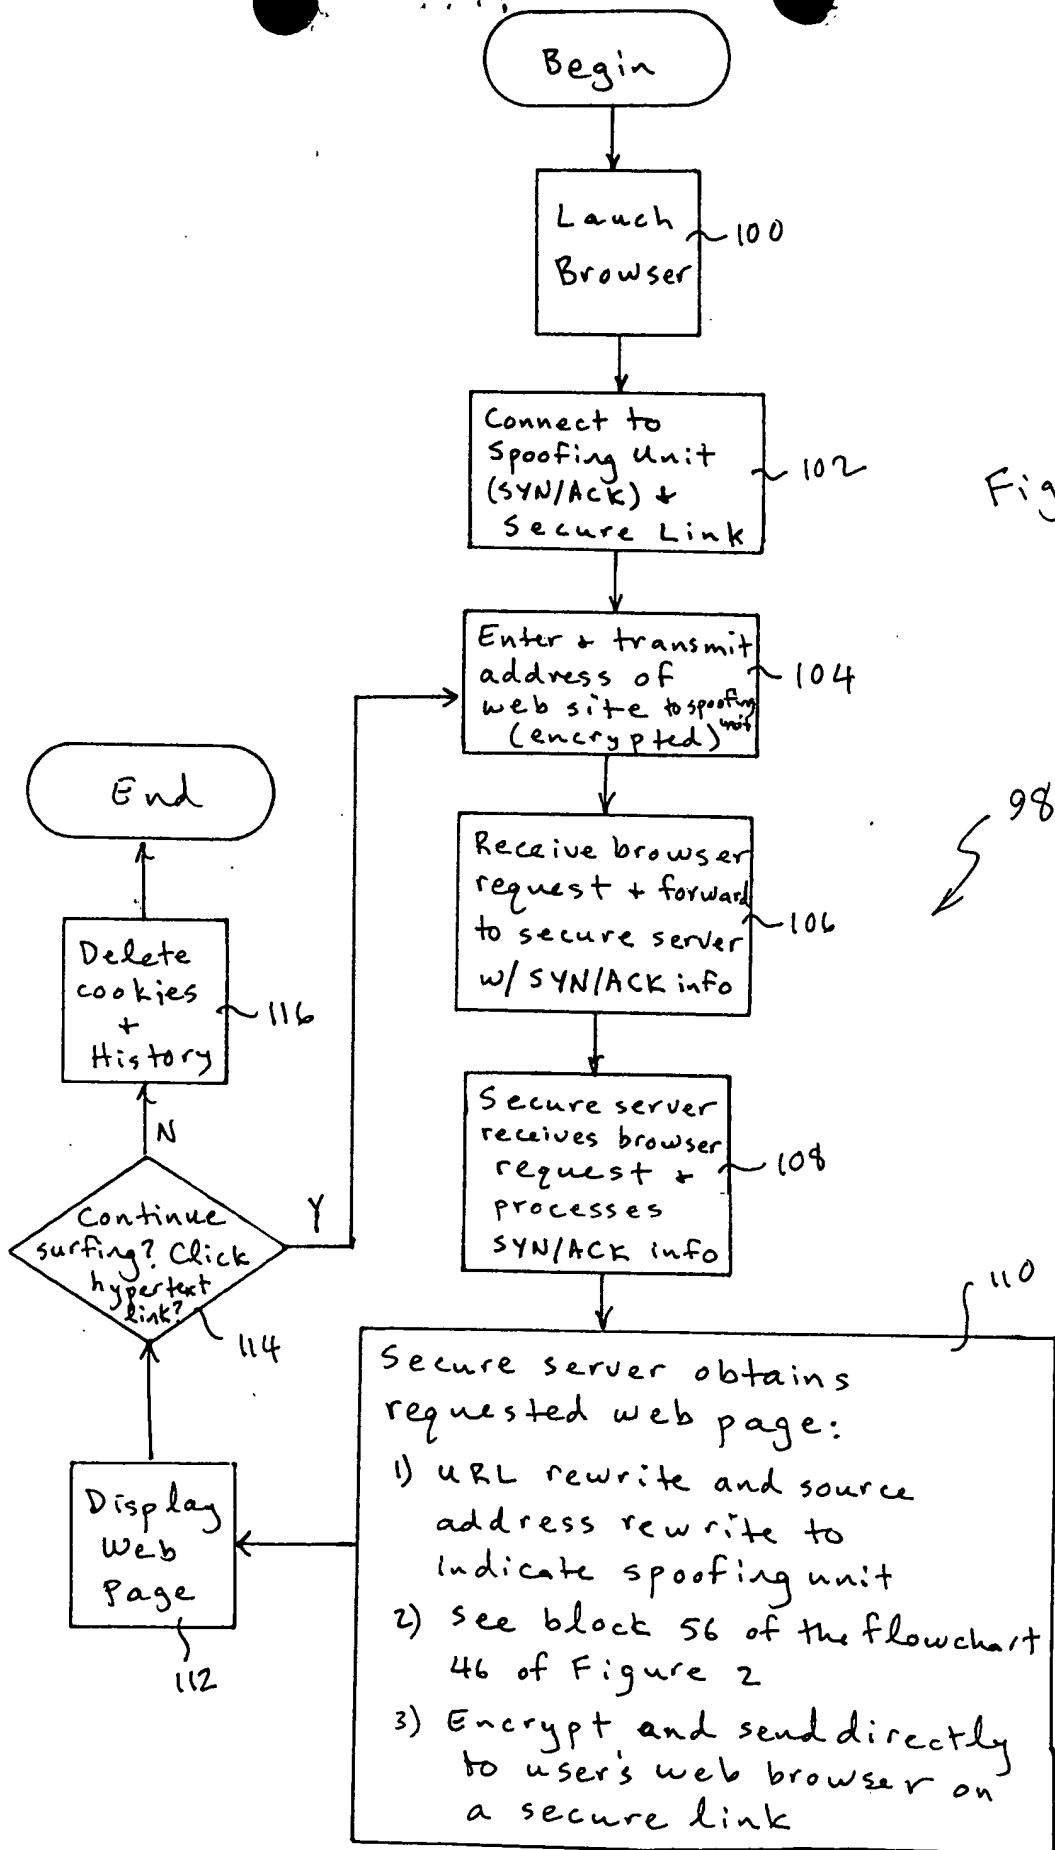 Begin
Lauch
Browser
100
Connect to
Spoofing Unit
(SYN/ACK) +
Secure Link
102
Fig
Enter + transmit
address of
web site to spoofing
unit
(encrypted)
104
98
Receive browser
request + forward
to secure server
w/ SYN/ACK info
106
Secure server
receives browser
request +
processes
SYN/ACK info
108
110
Secure server obtains
requested web page:
1) URL rewrite and source
address rewrite to
indicate spoofing unit
2) See block 56 of the flowchart
46 of Figure 2
3) Encrypt and send directly
to user's web browser on
a secure link
Display
Web
Page
112
Continue
surfing? Click
hypertext
link?
114
Y
N
Delete
cookies
+
History
116
End